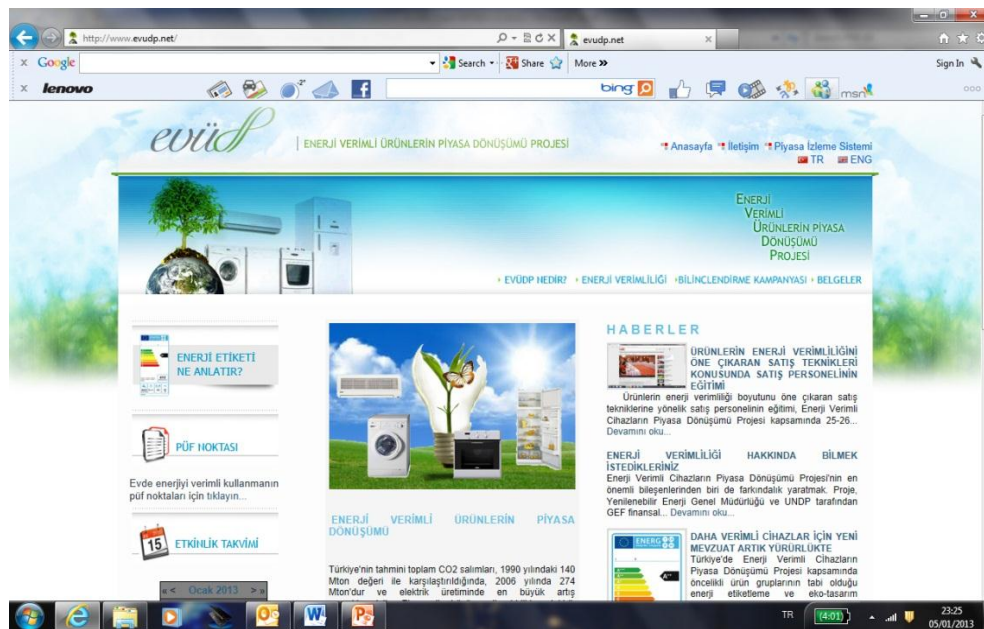 http://www.evudp.net/
evudp.net
x Google
Search
Share
More »
Sign In
x lenovo
bing
msn
evüdP
ENERJİ VERİMLİ ÜRÜNLERİN PİYASA DÖNÜŞÜMÜ PROJESİ
Anasayfa İletişim Piyasa İzleme Sistemi
TR ENG
ENERJİ
VERİMLİ
ÜRÜNLERİN PİYASA
DÖNÜŞÜMÜ
PROJESİ
EVÜDP NEDİR? ENERJİ VERİMLİLİĞİ BİLİNÇLENDİRME KAMPANYASI BELGELER
ENERJİ ETİKETİ
NE ANLATIR?
PÜF NOKTASI
Evde enerjiyi verimli kullanmanın
püf noktaları için tıklayın...
15
ETKİNLİK TAKVİMİ
« < Ocak 2013 > »
ENERJİ VERİMLİ ÜRÜNLERİN PİYASA
DÖNÜŞÜMÜ
Türkiye'nin tahmini toplam CO2 salımları, 1990 yılındaki 140
Mton değeri ile karşılaştırıldığında, 2006 yılında 274
Mton'dur ve elektrik üretiminde en büyük artış
HABERLER
ÜRÜNLERİN ENERJİ VERİMLİLİĞİNİ
ÖNE ÇIKARAN SATIŞ TEKNİKLERİ
KONUSUNDA SATIŞ PERSONELİNİN
EĞİTİMİ
Ürünlerin enerji verimliliği boyutunu öne çıkaran satış
tekniklerine yönelik satış personelinin eğitimi, Enerji Verimli
Cihazların Piyasa Dönüşümü Projesi kapsamında 25-26...
Devamını oku...
ENERJİ VERİMLİLİĞİ HAKKINDA BİLMEK
İSTEDİKLERİNİZ
Enerji Verimli Cihazların Piyasa Dönüşümü Projesi'nin en
önemli bileşenlerinden biri de farkındalık yaratmak. Proje,
Yenilenebilir Enerji Genel Müdürlüğü ve UNDP tarafından
GEF finansal... Devamını oku...
ENERG
A++
DAHA VERİMLİ CİHAZLAR İÇİN YENİ
MEVZUAT ARTIK YÜRÜRLÜKTE
Türkiye'de Enerji Verimli Cihazların
Piyasa Dönüşümü Projesi kapsamında
öncelikli ürün gruplarının tabi olduğu
enerji etiketleme ve eko-tasarım
TR
(4:01)
23:25
05/01/2013